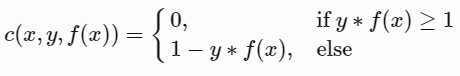 c(x, y, f(x)) = { 0, if y * f(x) ≥ 1
1 − y * f(x), else